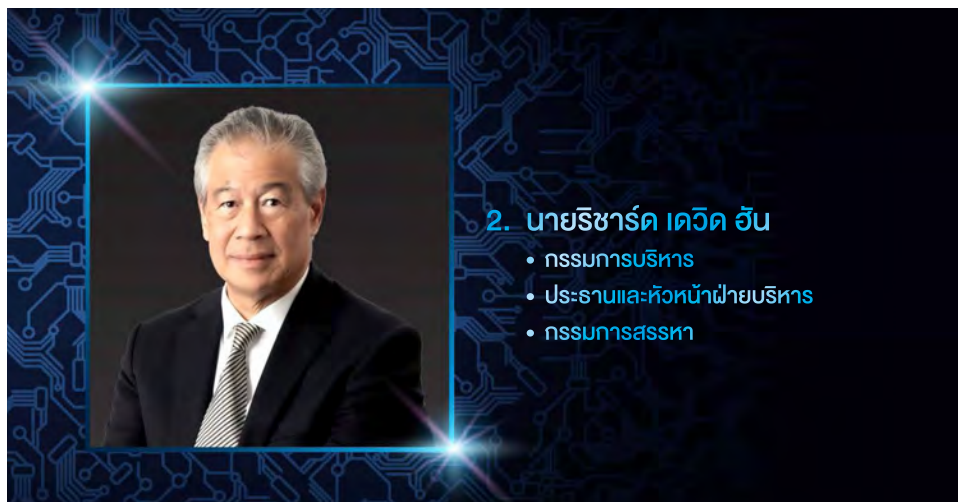 2. นายริชาร์ด เดวิด ฮัน
• กรรมการบริหาร
• ประธานและหัวหน้าฝ่ายบริหาร
• กรรมการสรรหา